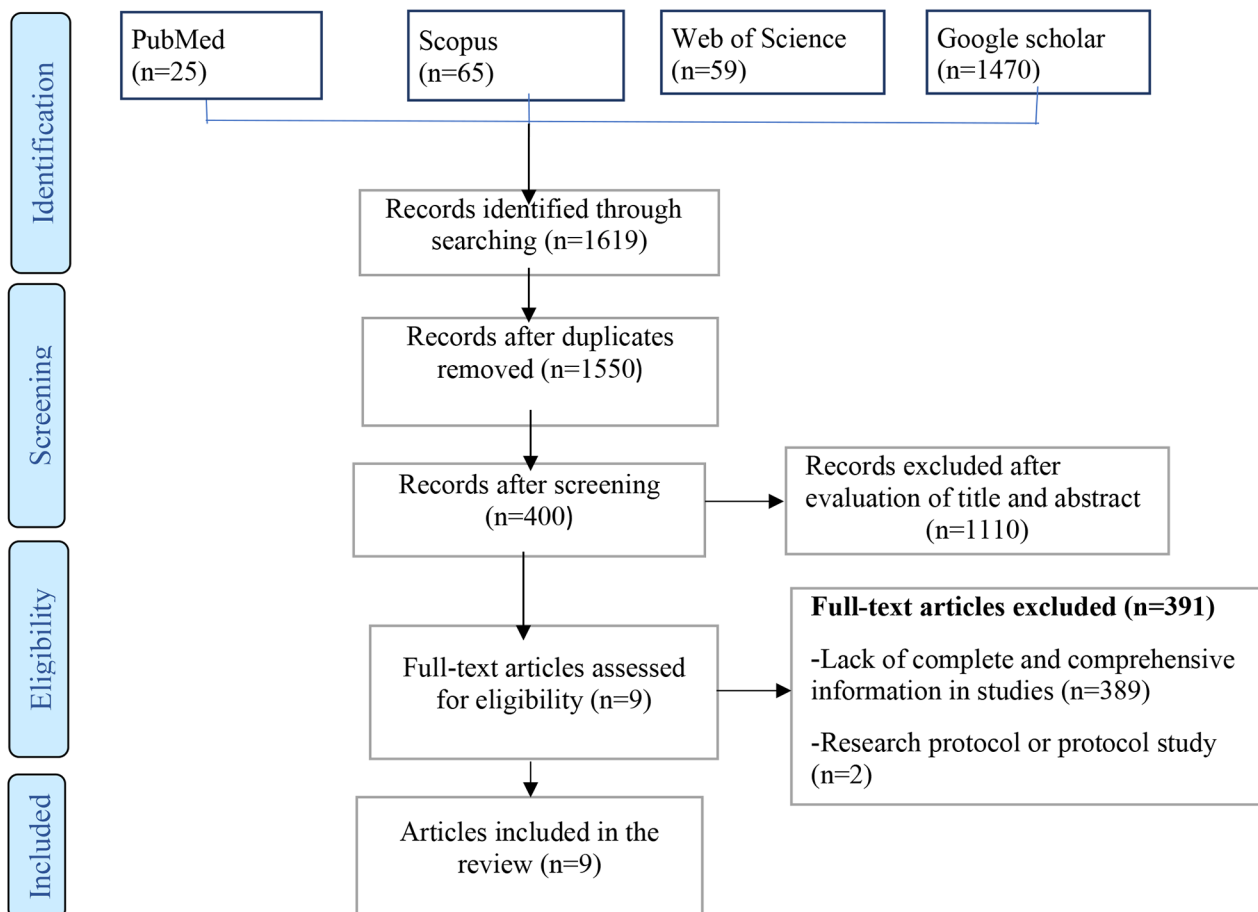 PubMed
(n=25)
Scopus
(n=65)
Web of Science
(n=59)
Google scholar
(n=1470)
Identification
Records identified through
searching (n=1619)
Screening
Records after duplicates
removed (n=1550)
Records after screening
(n=400)
Records excluded after
evaluation of title and abstract
(n=1110)
Eligibility
Full-text articles assessed
for eligibility (n=9)
Full-text articles excluded (n=391)
-Lack of complete and comprehensive
information in studies (n=389)
-Research protocol or protocol study
(n=2)
Included
Articles included in the
review (n=9)